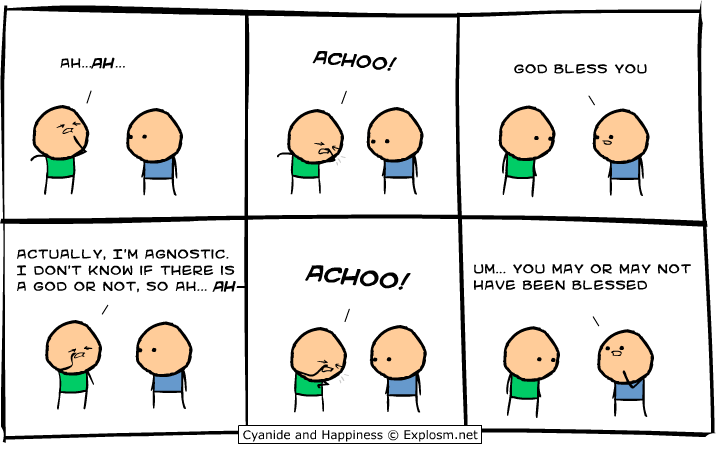 AH...AH...
ACHOO!
GOD BLESS YOU
ACTUALLY, I'M AGNOSTIC.
I DON'T KNOW IF THERE IS
A GOD OR NOT, SO AH... AH—
ACHOO!
UM... YOU MAY OR MAY NOT
HAVE BEEN BLESSED
Cyanide and Happiness © Explosm.net